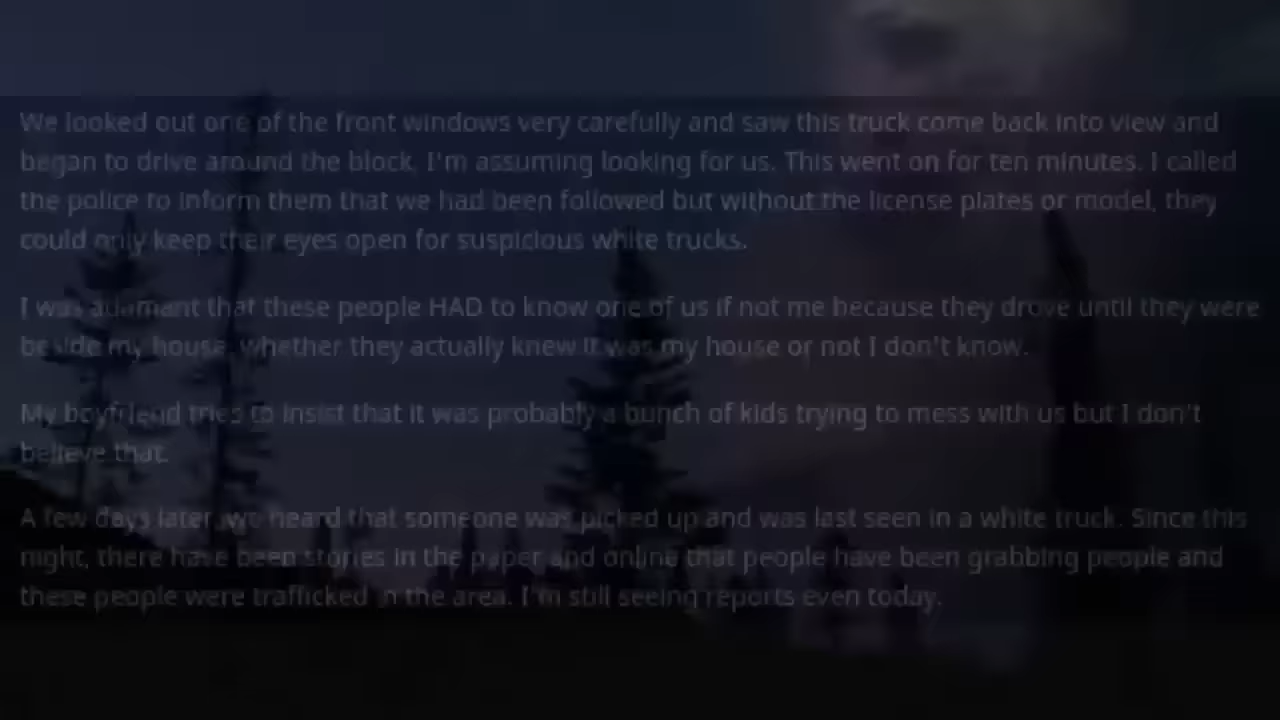 We looked out one of the front windows very carefully and saw this truck come back into view and
began to drive around the block, I'm assuming looking for us. This went on for ten minutes. I called
the police to inform them that we had been followed but without the license plates or model, they
could only keep their eyes open for suspicious white trucks.
I was adamant that these people HAD to know one of us if not me because they drove until they were
beside my house, whether they actually knew it was my house or not I don't know.
My boyfriend tries to insist that it was probably a bunch of kids trying to mess with us but I don't
believe that.
A few days later, we heard that someone was picked up and was last seen in a white truck. Since this
night, there have been stories in the paper and online that people have been grabbing people and
these people were trafficked in the area. I'm still seeing reports even today.